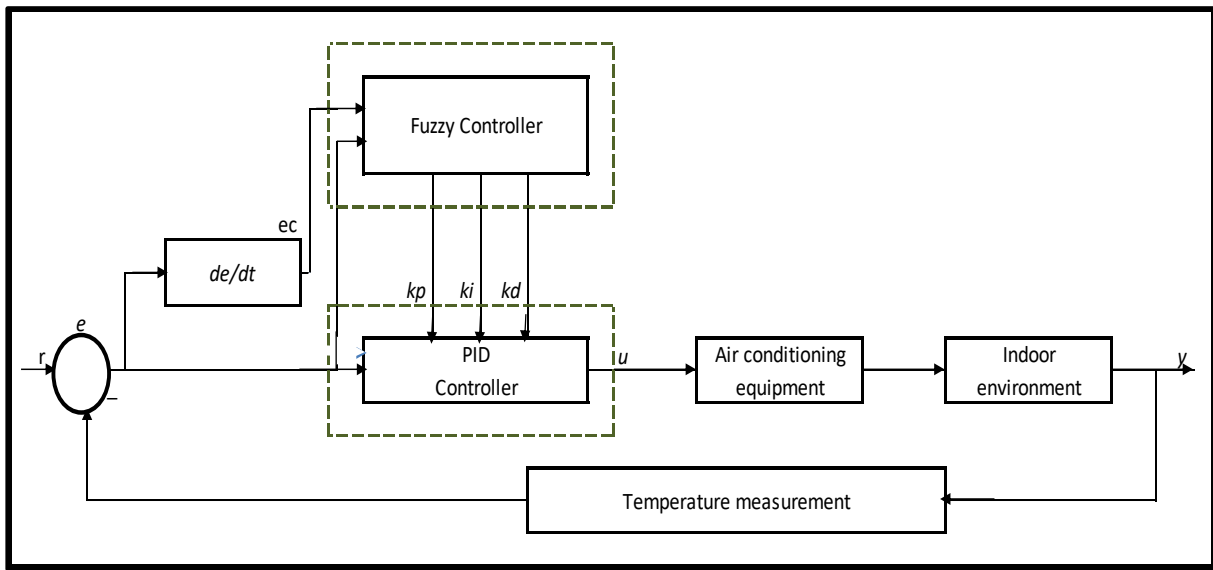 Fuzzy Controller
ec
de/dt
kp ki kd
e
r
PID
Controller
u
Air conditioning
equipment
Indoor
environment
y
–
Temperature measurement